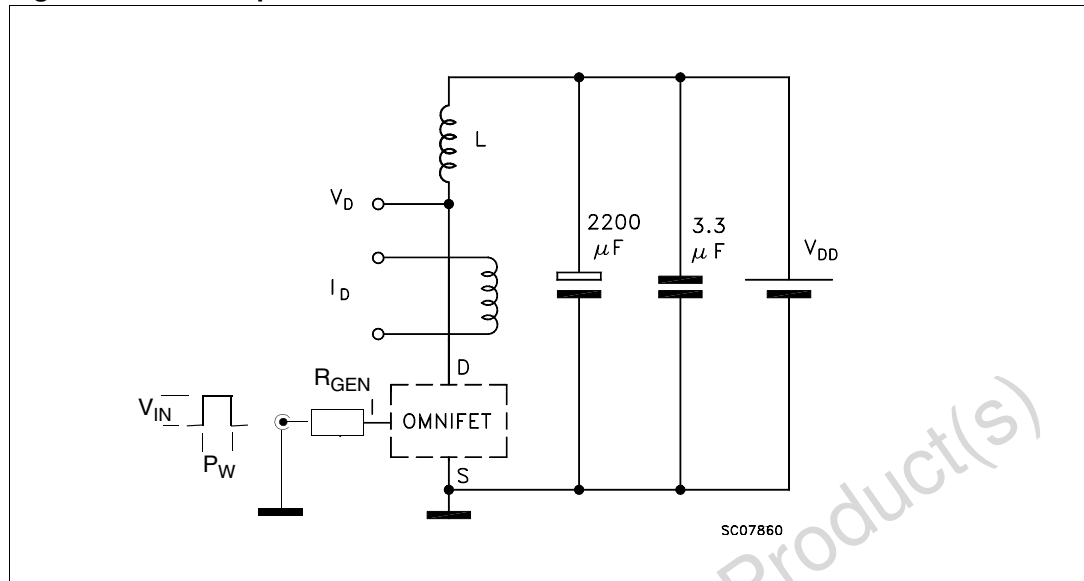 L
V_D
2200
μF
3.3
μF
V_DD
I_D
D
R_GEN
I
V_IN
OMNIFET
P_W
S
SC07860
Product(s)